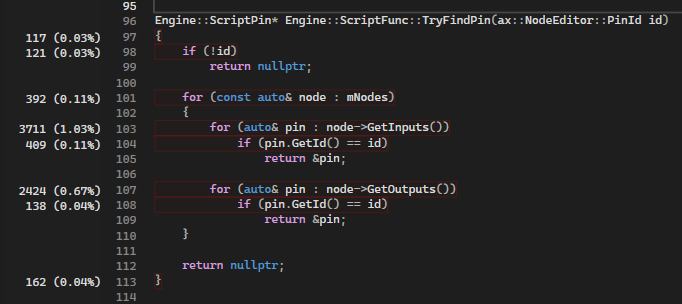 95
96 Engine::ScriptPin* Engine::ScriptFunc::TryFindPin(ax::NodeEditor::PinId id)
117 (0.03%) 97 {
121 (0.03%) 98 if (!id)
99 return nullptr;
100
392 (0.11%) 101 for (const auto& node : mNodes)
102 {
3711 (1.03%) 103 for (auto& pin : node->GetInputs())
409 (0.11%) 104 if (pin.GetId() == id)
105 return &pin;
106
2424 (0.67%) 107 for (auto& pin : node->GetOutputs())
138 (0.04%) 108 if (pin.GetId() == id)
109 return &pin;
110 }
111
112 return nullptr;
162 (0.04%) 113 }
114